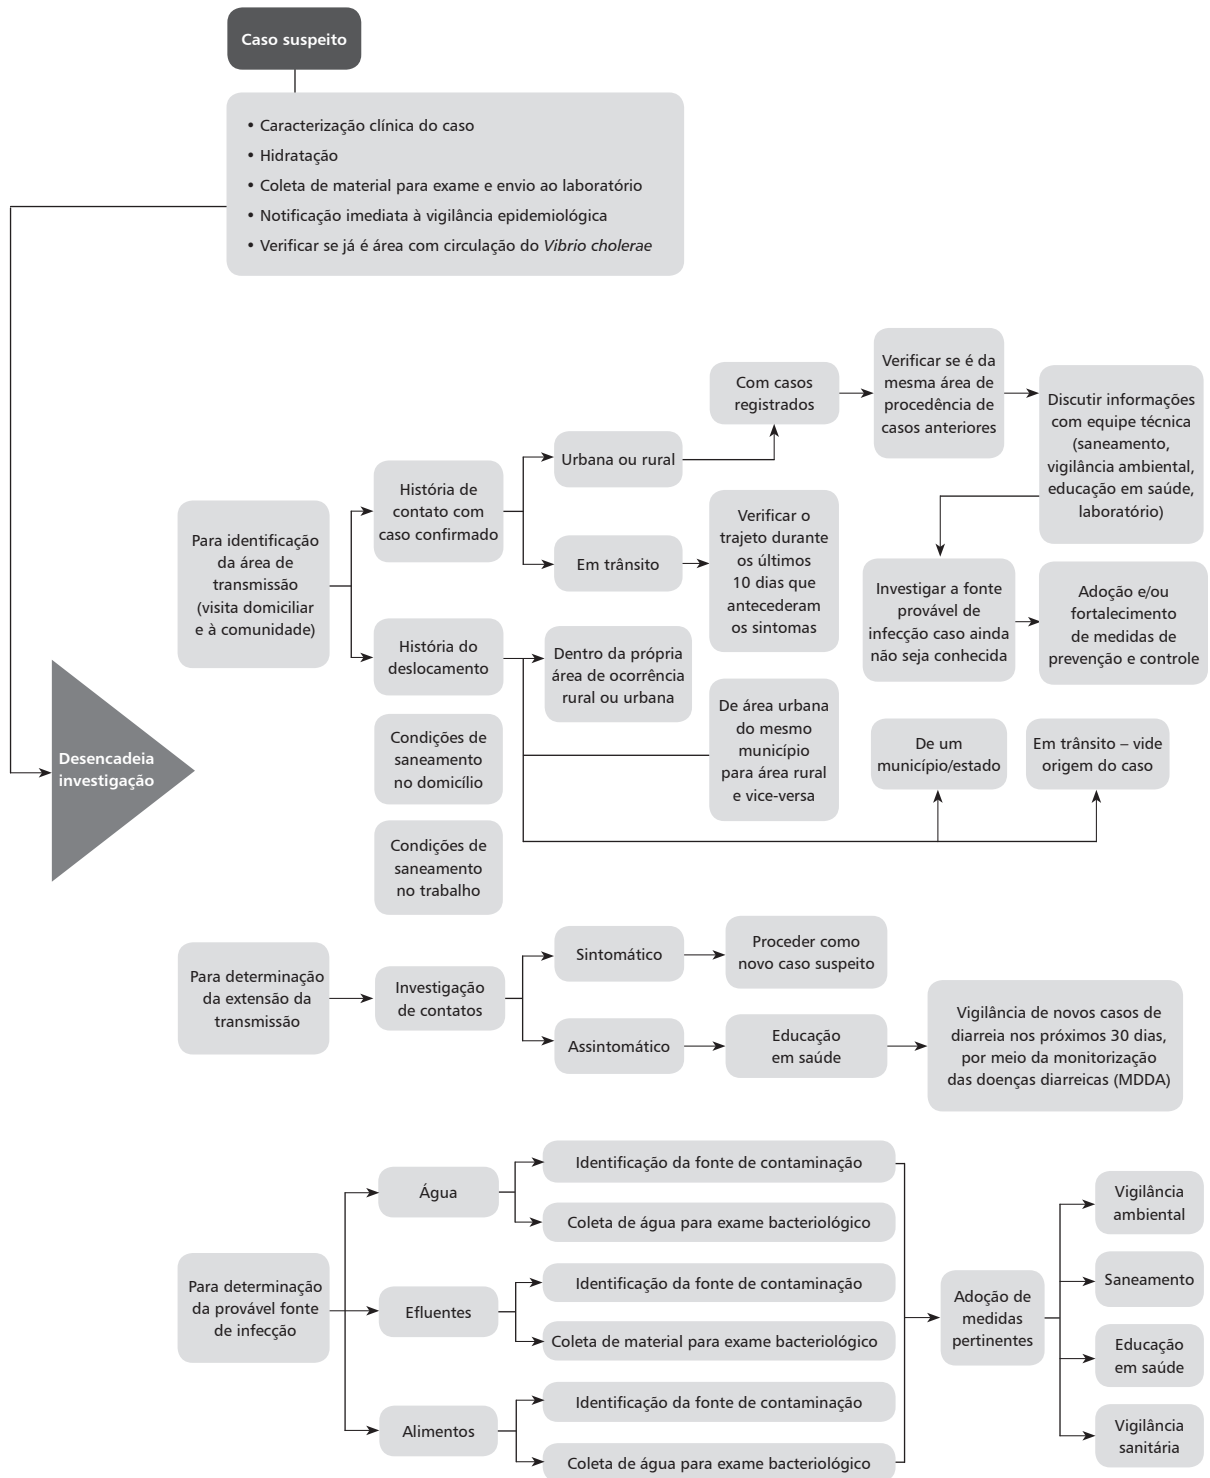 Caso suspeito
• Caracterização clínica do caso
• Hidratação
• Coleta de material para exame e envio ao laboratório
• Notificação imediata à vigilância epidemiológica
• Verificar se já é área com circulação do Vibrio cholerae
Desencadeia
investigação
Para identificação
da área de
transmissão
(visita domiciliar
e à comunidade)
História de
contato com
caso confirmado
Urbana ou rural
Com casos
registrados
Verificar se é da
mesma área de
procedência de
casos anteriores
Discutir informações
com equipe técnica
(saneamento,
vigilância ambiental,
educação em saúde,
laboratório)
Investigar a fonte
provável de
infecção caso ainda
não seja conhecida
Adoção e/ou
fortalecimento
de medidas de
prevenção e controle
Em trânsito
Verificar o
trajeto durante
os últimos
10 dias que
antecederam
os sintomas
História do
deslocamento
Dentro da própria
área de ocorrência
rural ou urbana
De área urbana
do mesmo
município
para área rural
e vice-versa
De um
município/estado
Em trânsito – vide
origem do caso
Condições de
saneamento
no domicílio
Condições de
saneamento
no trabalho
Para determinação
da extensão da
transmissão
Investigação
de contatos
Sintomático
Proceder como
novo caso suspeito
Assintomático
Educação
em saúde
Vigilância de novos casos de
diarreia nos próximos 30 dias,
por meio da monitorização
das doenças diarreicas (MDDA)
Para determinação
da provável fonte
de infecção
Água
Identificação da fonte de contaminação
Coleta de água para exame bacteriológico
Efluentes
Identificação da fonte de contaminação
Coleta de material para exame bacteriológico
Alimentos
Identificação da fonte de contaminação
Coleta de água para exame bacteriológico
Adoção de
medidas
pertinentes
Vigilância
ambiental
Saneamento
Educação
em saúde
Vigilância
sanitária